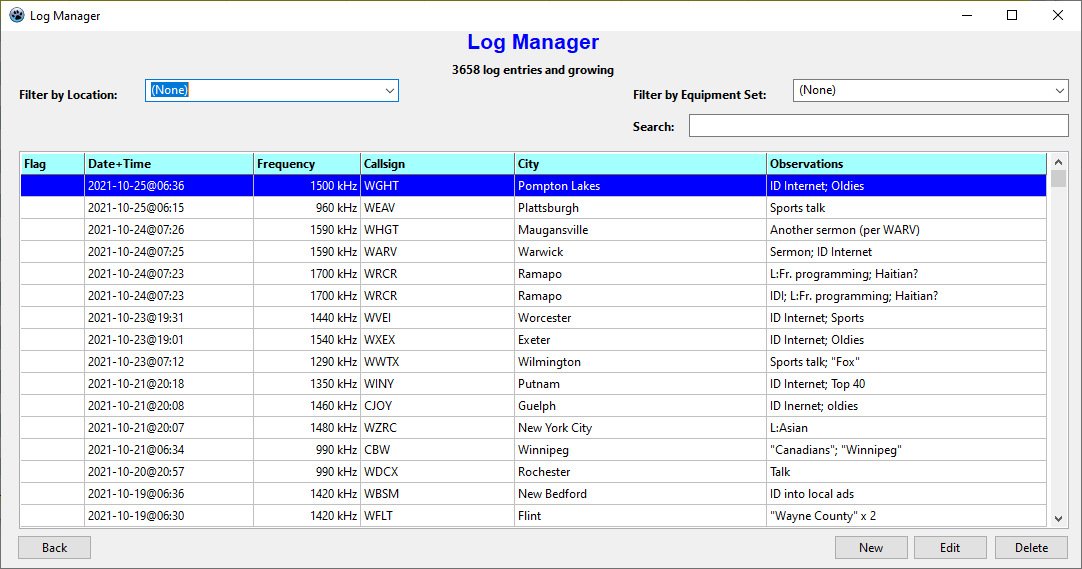 Log Manager
Log Manager
3658 log entries and growing
Filter by Location: (None) Filter by Equipment Set: (None)
Search:
Flag Date+Time Frequency Callsign City Observations
2021-10-25@06:36 1500 kHz WGHT Pompton Lakes ID Internet; Oldies
2021-10-25@06:15 960 kHz WEAV Plattsburgh Sports talk
2021-10-24@07:26 1590 kHz WHGT Maugansville Another sermon (per WARV)
2021-10-24@07:25 1590 kHz WARV Warwick Sermon; ID Internet
2021-10-24@07:23 1700 kHz WRCR Ramapo L:Fr. programming; Haitian?
2021-10-24@07:23 1700 kHz WRCR Ramapo IDI; L:Fr. programming; Haitian?
2021-10-23@19:31 1440 kHz WVEI Worcester ID Internet; Sports
2021-10-23@19:01 1540 kHz WXEX Exeter ID Internet; Oldies
2021-10-23@07:12 1290 kHz WWTX Wilmington Sports talk; "Fox"
2021-10-21@20:18 1350 kHz WINY Putnam ID Internet; Top 40
2021-10-21@20:08 1460 kHz CJOY Guelph ID Inernet; oldies
2021-10-21@20:07 1480 kHz WZRC New York City L:Asian
2021-10-21@06:34 990 kHz CBW Winnipeg "Canadians"; "Winnipeg"
2021-10-20@20:57 990 kHz WDCX Rochester Talk
2021-10-19@06:36 1420 kHz WBSM New Bedford ID into local ads
2021-10-19@06:30 1420 kHz WFLT Flint "Wayne County" x 2
Back New Edit Delete